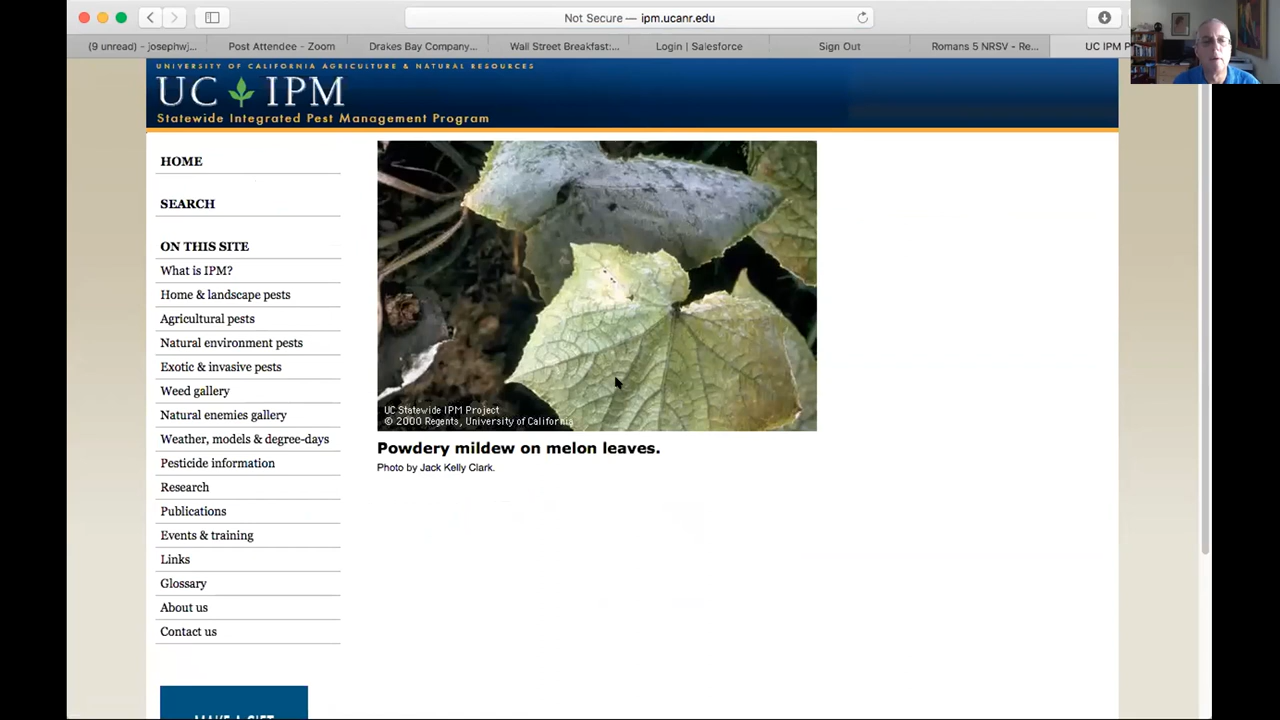 Not Secure — ipm.ucanr.edu
(9 unread) - josephwj...
Post Attendee - Zoom
Drakes Bay Company...
Wall Street Breakfast:...
Login | Salesforce
Sign Out
Romans 5 NRSV - Re...
UC IPM P
UNIVERSITY OF CALIFORNIA AGRICULTURE & NATURAL RESOURCES
UC IPM
Statewide Integrated Pest Management Program
HOME
SEARCH
ON THIS SITE
What is IPM?
Home & landscape pests
Agricultural pests
Natural environment pests
Exotic & invasive pests
Weed gallery
Natural enemies gallery
Weather, models & degree-days
Pesticide information
Research
Publications
Events & training
Links
Glossary
About us
Contact us
MAKE A GIFT
UC Statewide IPM Project
© 2000 Regents, University of California
Powdery mildew on melon leaves.
Photo by Jack Kelly Clark.